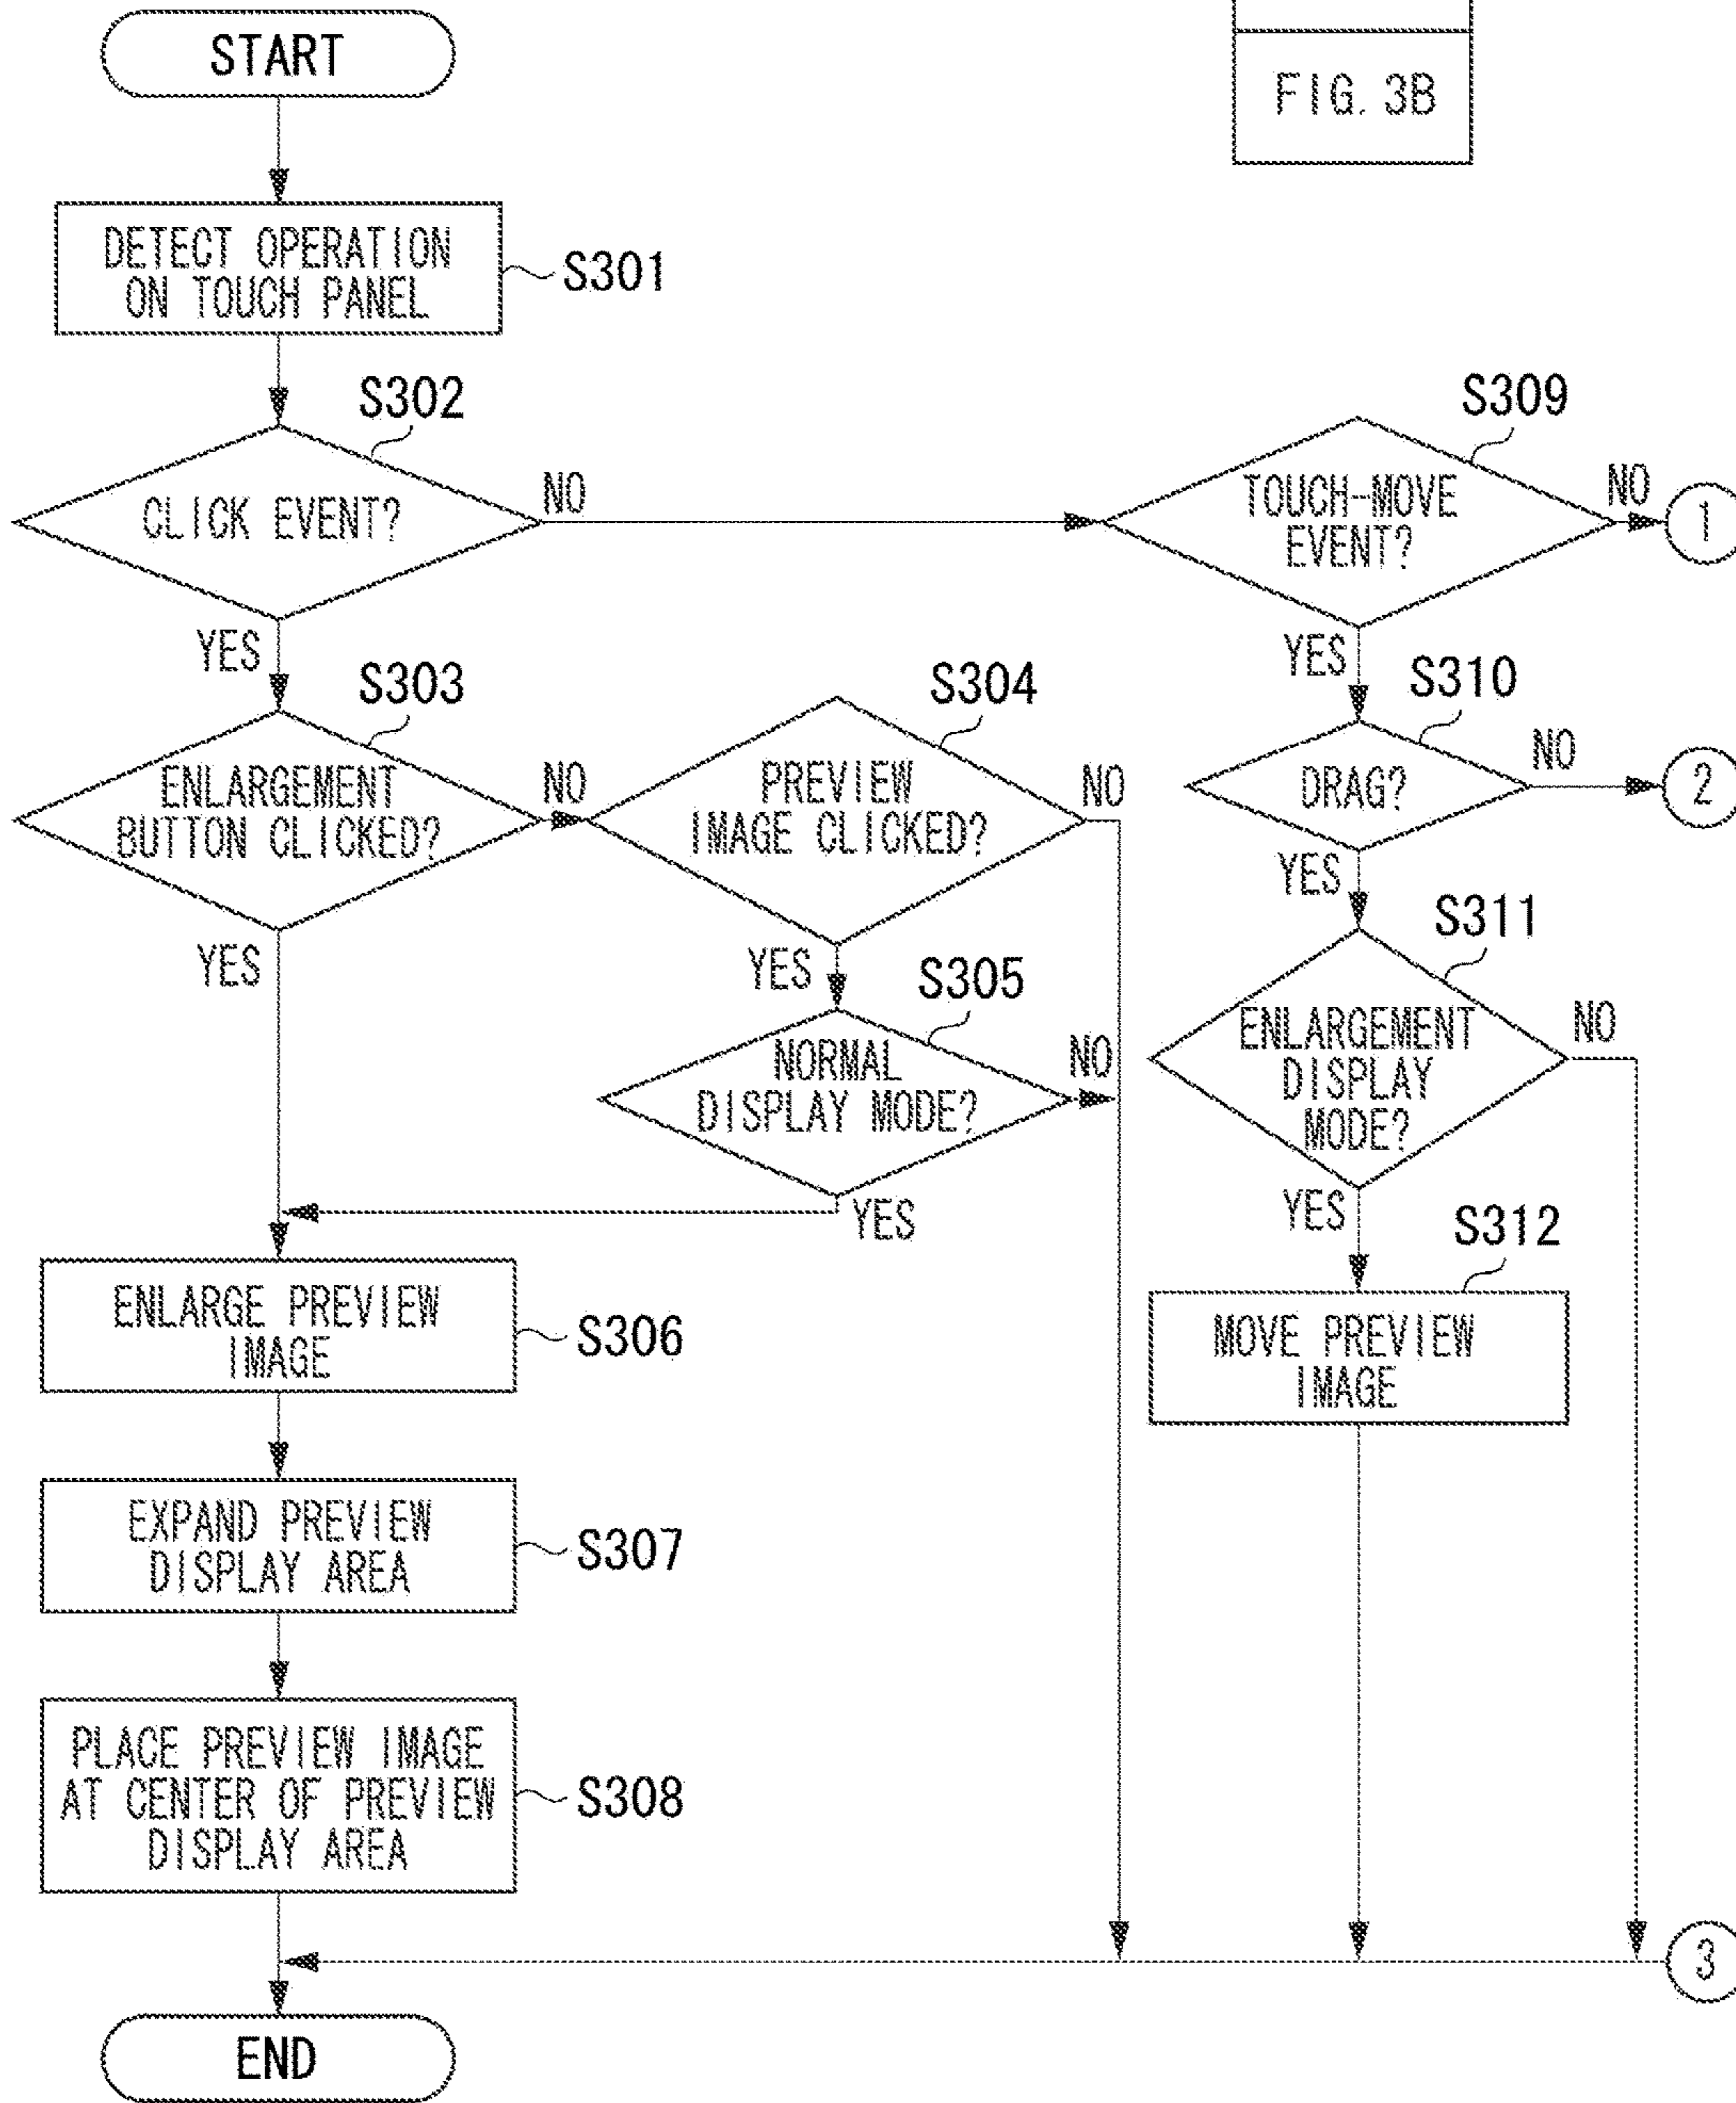 START
FIG. 3B
DETECT OPERATION
ON TOUCH PANEL
S301
S302
CLICK EVENT?
NO
YES
S309
TOUCH-MOVE
EVENT?
NO
1
YES
S303
ENLARGEMENT
BUTTON CLICKED?
NO
YES
S304
PREVIEW
IMAGE CLICKED?
NO
YES
S310
DRAG?
NO
2
YES
S305
NORMAL
DISPLAY MODE?
NO
YES
S311
ENLARGEMENT
DISPLAY
MODE?
NO
YES
S306
ENLARGE PREVIEW
IMAGE
S312
MOVE PREVIEW
IMAGE
EXPAND PREVIEW
DISPLAY AREA
S307
PLACE PREVIEW IMAGE
AT CENTER OF PREVIEW
DISPLAY AREA
S308
3
END